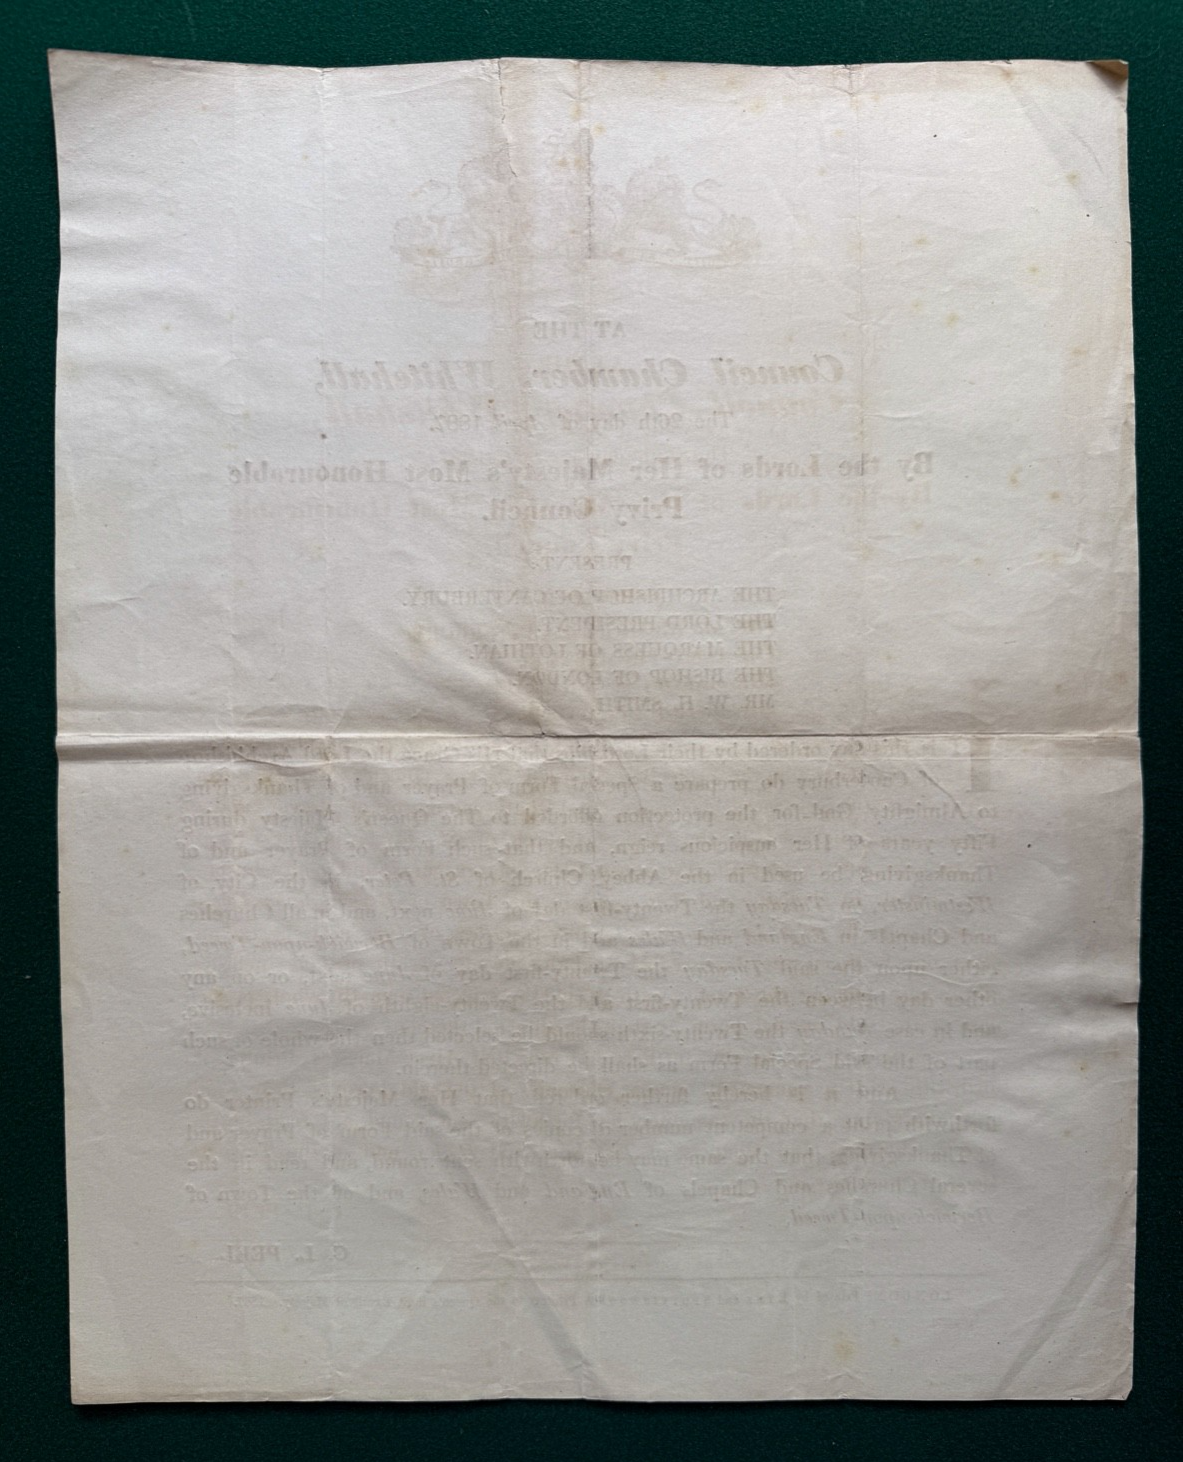 AT THE
Council Chamber, Whitehall,
The 20th day of April 1887.
By the Lords of Her Majesty's Most Honourable
Privy Council.
PRESENT,
THE ARCHBISHOP OF CANTERBURY.
THE LORD PRESIDENT.
THE MARQUESS OF LOTHIAN.
THE BISHOP OF LONDON.
MR. W. H. SMITH.
IT is this day ordered by their Lordships that the Lord
Canterbury do prepare a Special Form of Prayer and of Thanksgiving
to Almighty God for the protection afforded to The Queen's Majesty during
Fifty years of Her auspicious reign, and that such Form of Prayer and of
Thanksgiving be used in the Abbey Church of St. Peter in the City of
Westminster, on Tuesday the Twenty-first day of June next, and in all Churches
and Chapels in England and Wales and in the Town of Berwick-upon-Tweed,
either upon the said Tuesday the Twenty-first day of June next, or on any
other day between the Twenty-first and the Twenty- of June inclusive,
and in case Sunday the Twenty-sixth should be selected then the whole or such
part of the said Special Form as shall be directed therein.
And it is hereby further ordered that Her Majesty's Printer do
forthwith print a competent number of copies of the said Form of Prayer and
of Thanksgiving that the same may be forthwith sent round and read in the
several Churches and Chapels of England and Wales, and of the Town of
Berwick-upon-Tweed.
C. L. PEEL.
LONDON: Printed by